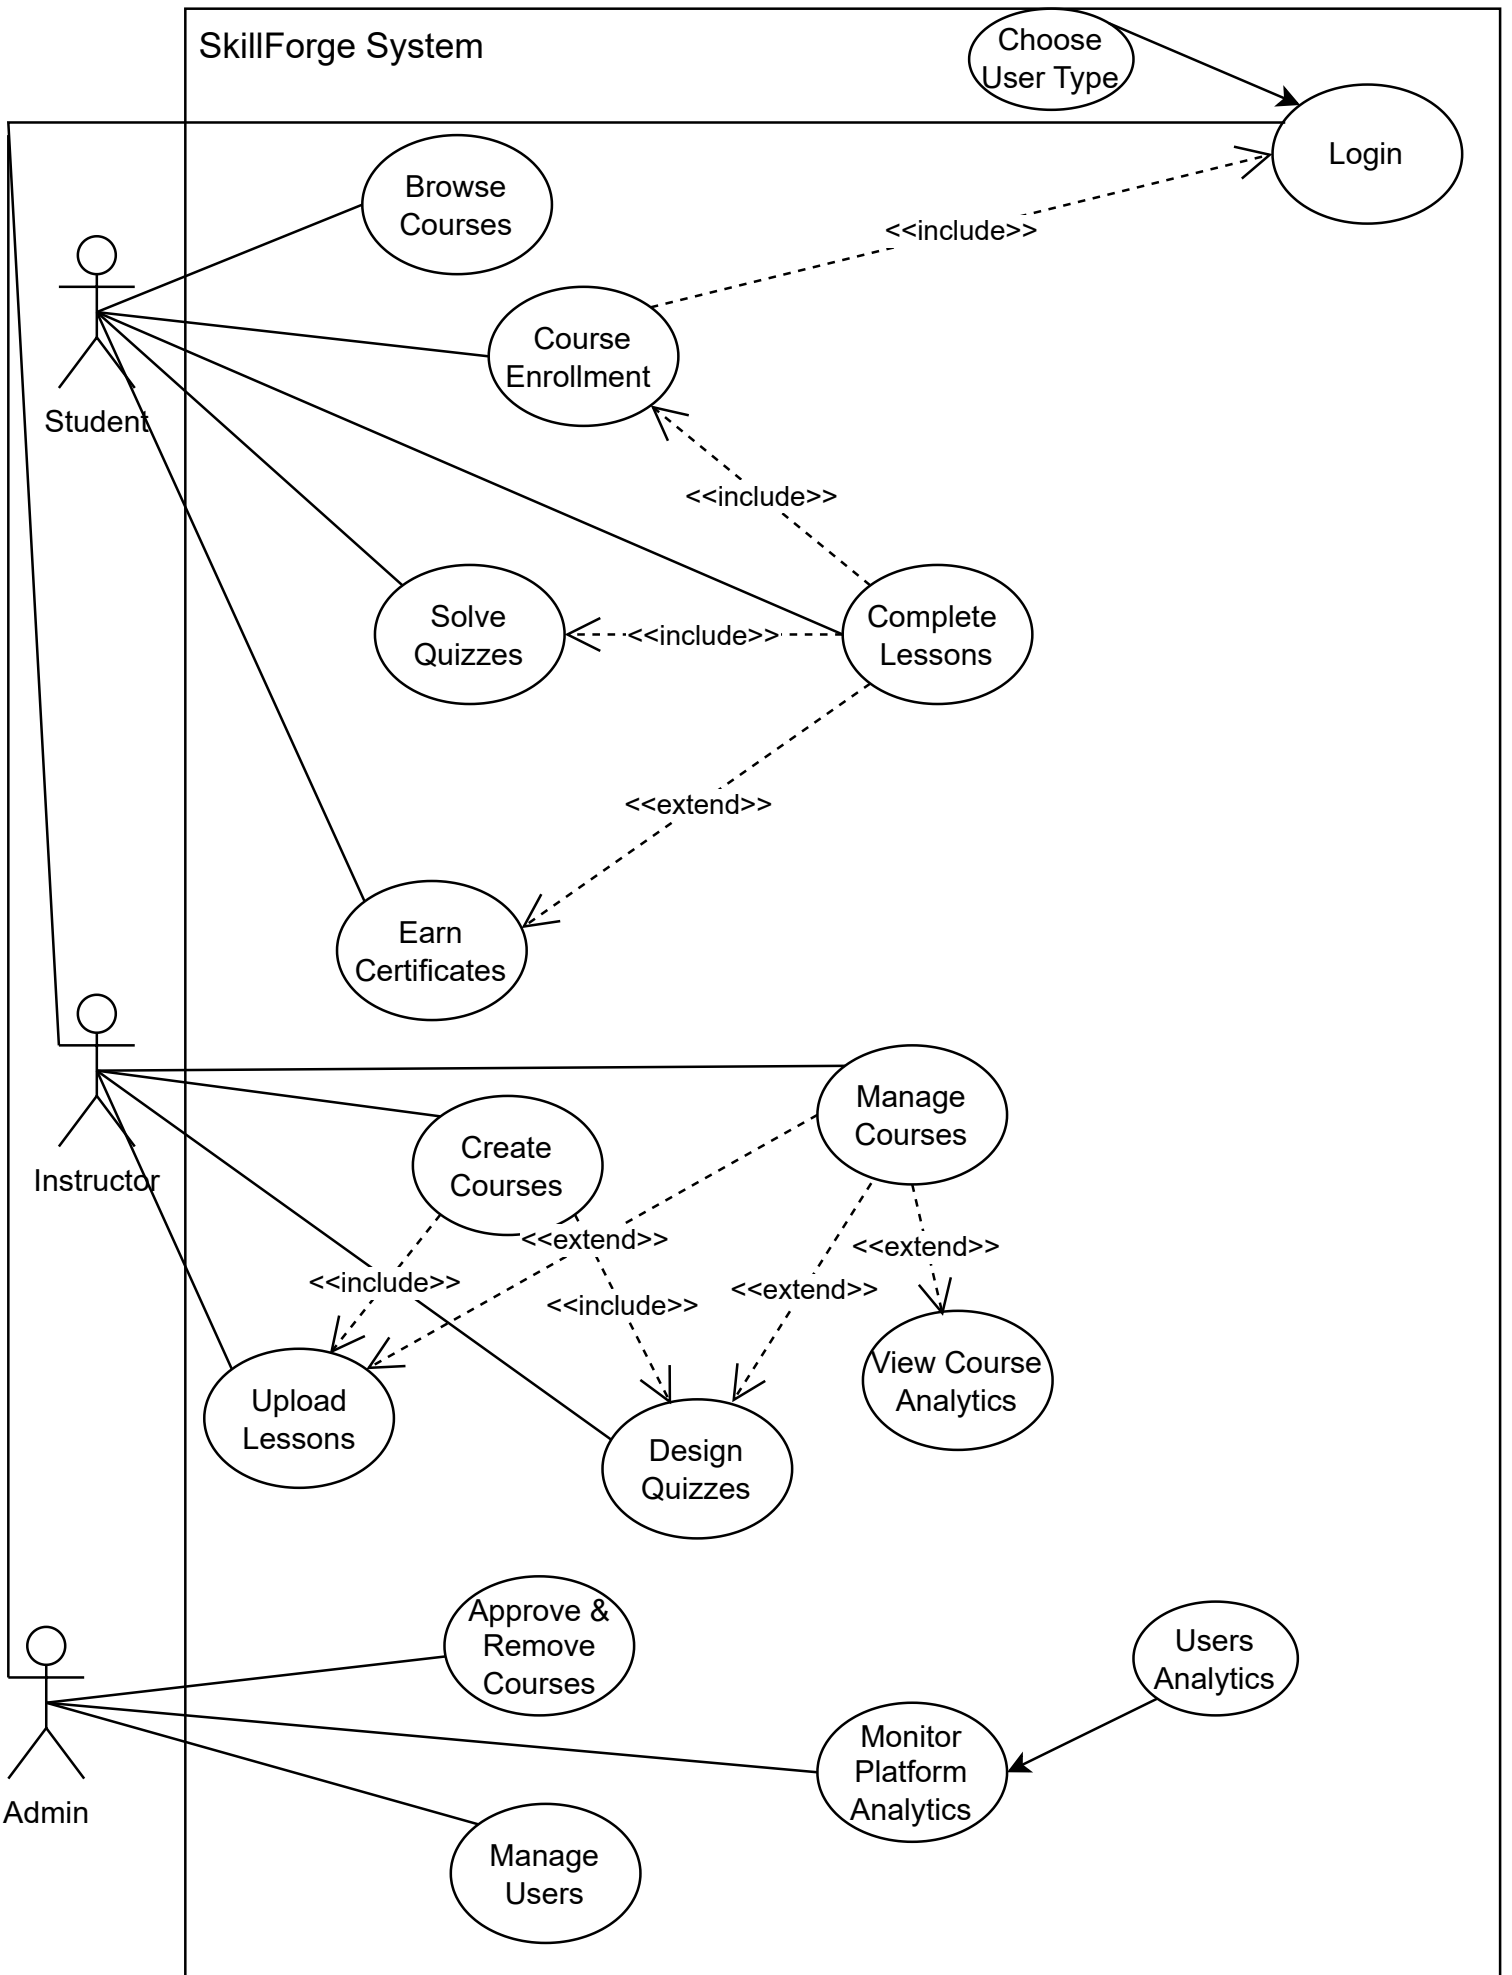 SkillForge System
Choose
User Type
Login
Browse
Courses
<<include>>
Course
Enrollment
Student
<<include>>
Solve
Quizzes
<<include>>
Complete
Lessons
<<extend>>
Earn
Certificates
Manage
Courses
Create
Courses
Instructor
<<extend>>
<<extend>>
<<include>>
<<extend>>
<<include>>
View Course
Analytics
Upload
Lessons
Design
Quizzes
Approve &
Remove
Courses
Users
Analytics
Monitor
Platform
Analytics
Admin
Manage
Users